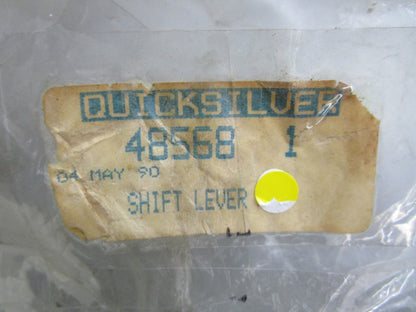 QUICKSILVER
48568 1
04 MAY 90
SHIFT LEVER